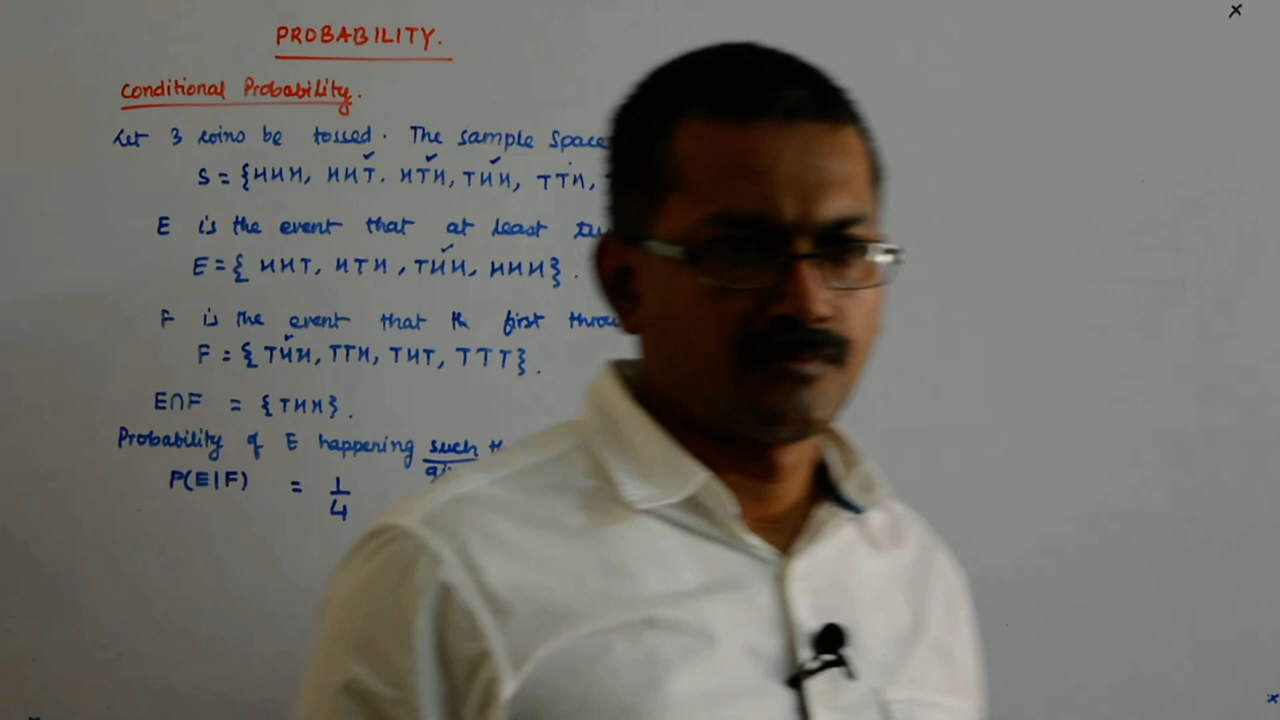 PROBABILITY.
Conditional Probability.
Let 3 coins be tossed. The sample space
S = {HHH, HHT, HTH, THH, TTH,
E is the event that at least
E = { HHT, HTH, THH, HHH}.
F is the event that th first
F = { THH, TTH, THT, TTT}.
E∩F = {THH}.
Probability of E happening such
P(E|F) = 1/4